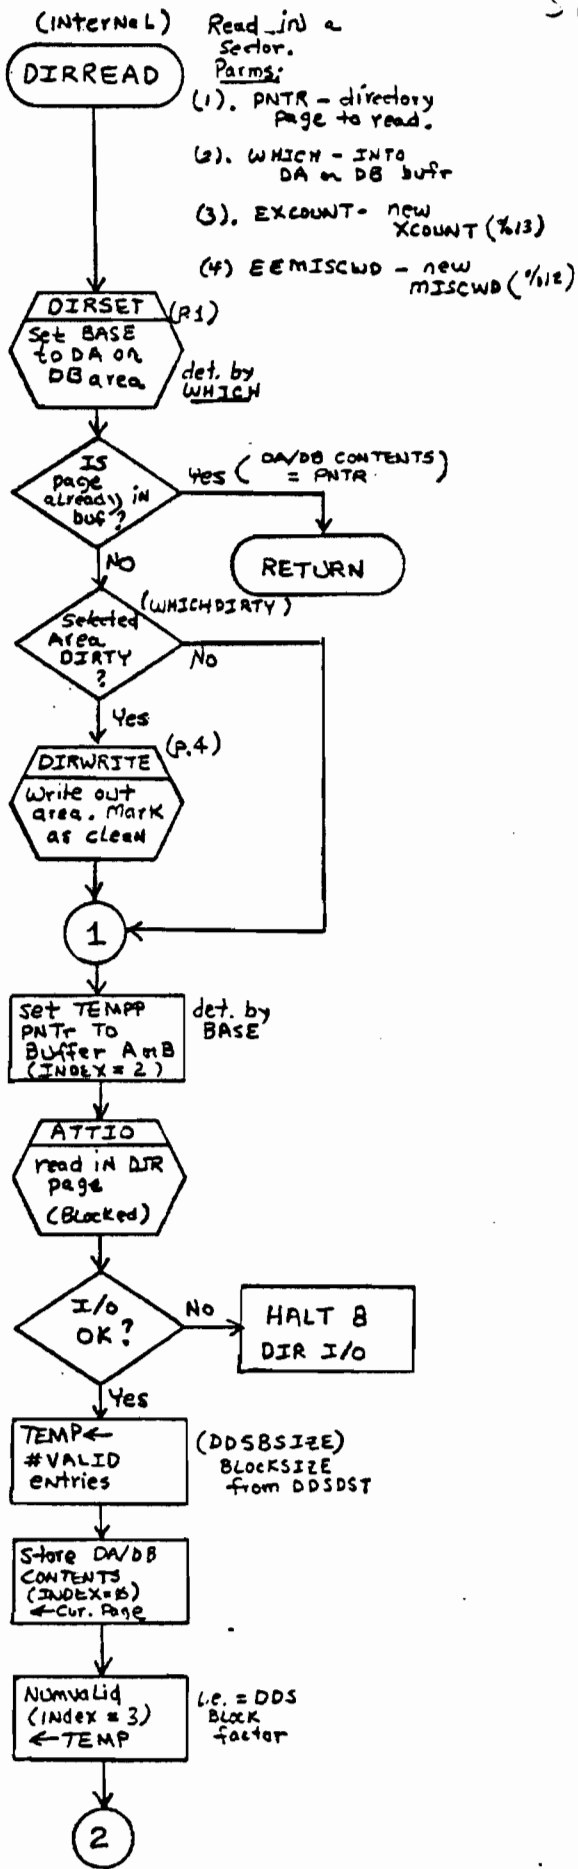 (INterNaL)
DIRREAD
Read in a
Sector.
Parms:
(1). PNTR - directory
page to read.
(2). WHICH - INTO
DA or DB bufr
(3). EXCOUNT - new
XCOUNT (%13)
(4) EEMISCWD - new
MISCWD (%12)
DIRSET
(P.1)
Set BASE
to DA or
DB area
det. by
WHICH
IS
page
already in
buf?
Yes
(DA/DB CONTENTS
= PNTR)
RETURN
NO
(WHICHDIRTY)
Selected
Area
DIRTY
?
No
Yes
(P.4)
DIRWRITE
Write out
area. Mark
as cLeaN
1
set TEMPP
PNTr TO
Buffer A or B
(INDEX = 2)
det. by
BASE
ATTIO
read iN DIR
page
(BLocked)
I/O
OK?
No
HALT 8
DIR I/O
Yes
TEMP←
#VALID
eNtries
(DDSBSIZE)
BLockSIZE
from DDSDST
Store DA/DB
CONTENTS
(INDEX=0)
←Cur. Page
NumvaLid
(INdex = 3)
←TEMP
i.e. = DDS
BLock
factor
2